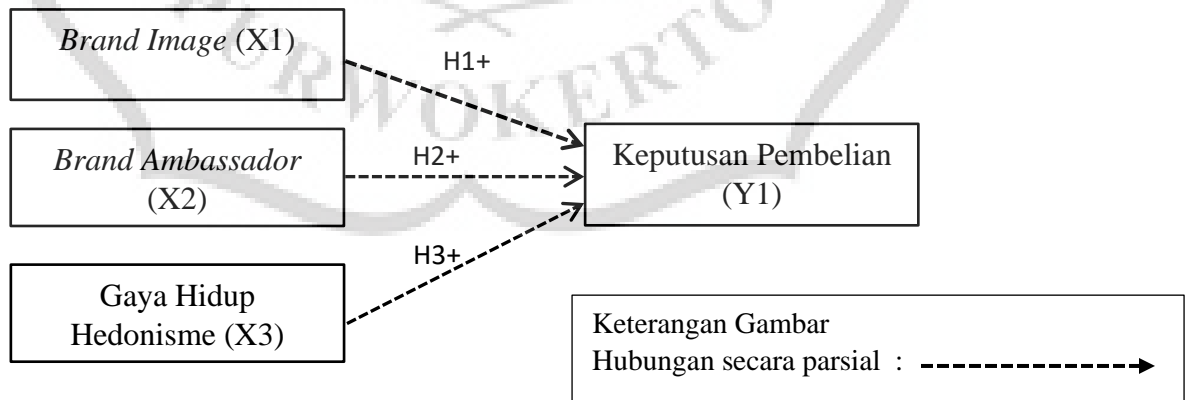 Brand Image (X1)
H1+
PURWOKERTO
Brand Ambassador
(X2)
H2+
Keputusan Pembelian
(Y1)
H3+
Gaya Hidup
Hedonisme (X3)
Keterangan Gambar
Hubungan secara parsial :